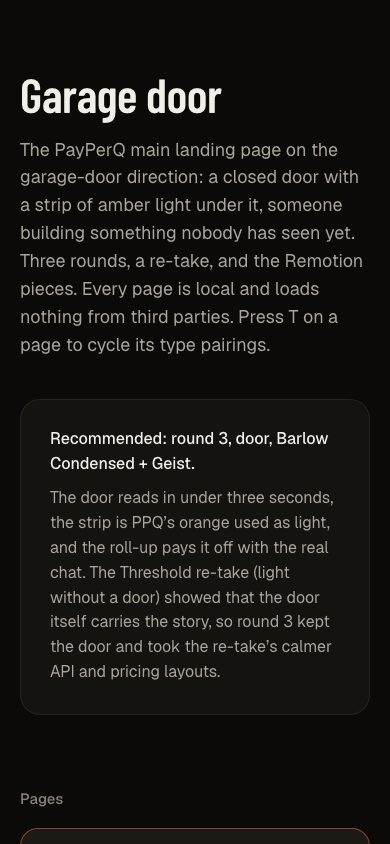 Garage door
The PayPerQ main landing page on the
garage-door direction: a closed door with
a strip of amber light under it, someone
building something nobody has seen yet.
Three rounds, a re-take, and the Remotion
pieces. Every page is local and loads
nothing from third parties. Press T on a
page to cycle its type pairings.
Recommended: round 3, door, Barlow
Condensed + Geist.
The door reads in under three seconds,
the strip is PPQ’s orange used as light,
and the roll-up pays it off with the real
chat. The Threshold re-take (light
without a door) showed that the door
itself carries the story, so round 3 kept
the door and took the re-take’s calmer
API and pricing layouts.
Pages